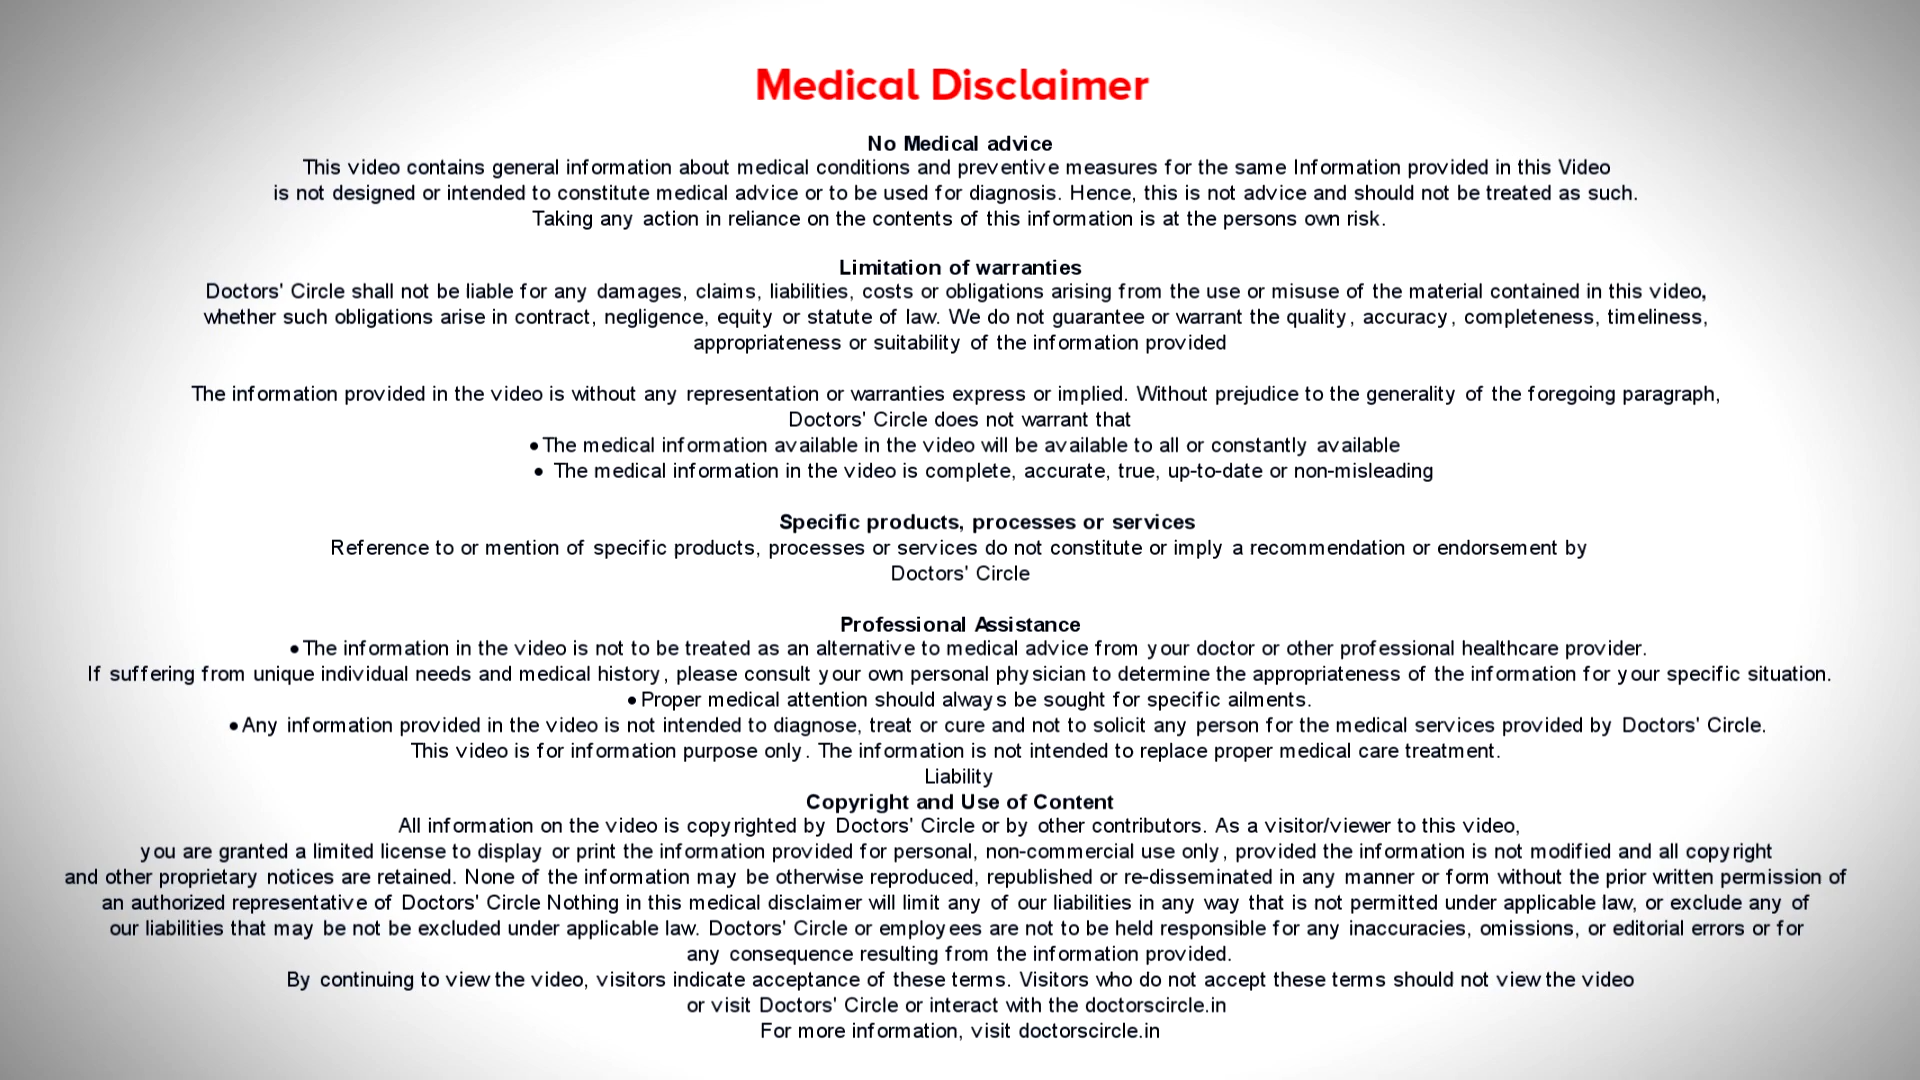 Medical Disclaimer
No Medical advice
This video contains general information about medical conditions and preventive measures for the same Information provided in this Video
is not designed or intended to constitute medical advice or to be used for diagnosis. Hence, this is not advice and should not be treated as such.
Taking any action in reliance on the contents of this information is at the persons own risk.
Limitation of warranties
Doctors' Circle shall not be liable for any damages, claims, liabilities, costs or obligations arising from the use or misuse of the material contained in this video,
whether such obligations arise in contract, negligence, equity or statute of law. We do not guarantee or warrant the quality, accuracy, completeness, timeliness,
appropriateness or suitability of the information provided
The information provided in the video is without any representation or warranties express or implied. Without prejudice to the generality of the foregoing paragraph,
Doctors' Circle does not warrant that
• The medical information available in the video will be available to all or constantly available
• The medical information in the video is complete, accurate, true, up-to-date or non-misleading
Specific products, processes or services
Reference to or mention of specific products, processes or services do not constitute or imply a recommendation or endorsement by
Doctors' Circle
Professional Assistance
• The information in the video is not to be treated as an alternative to medical advice from your doctor or other professional healthcare provider.
If suffering from unique individual needs and medical history, please consult your own personal physician to determine the appropriateness of the information for your specific situation.
• Proper medical attention should always be sought for specific ailments.
• Any information provided in the video is not intended to diagnose, treat or cure and not to solicit any person for the medical services provided by Doctors' Circle.
This video is for information purpose only. The information is not intended to replace proper medical care treatment.
Liability
Copyright and Use of Content
All information on the video is copyrighted by Doctors' Circle or by other contributors. As a visitor/viewer to this video,
you are granted a limited license to display or print the information provided for personal, non-commercial use only, provided the information is not modified and all copyright
and other proprietary notices are retained. None of the information may be otherwise reproduced, republished or re-disseminated in any manner or form without the prior written permission of
an authorized representative of Doctors' Circle Nothing in this medical disclaimer will limit any of our liabilities in any way that is not permitted under applicable law, or exclude any of
our liabilities that may be not be excluded under applicable law. Doctors' Circle or employees are not to be held responsible for any inaccuracies, omissions, or editorial errors or for
any consequence resulting from the information provided.
By continuing to view the video, visitors indicate acceptance of these terms. Visitors who do not accept these terms should not view the video
or visit Doctors' Circle or interact with the doctorscircle.in
For more information, visit doctorscircle.in